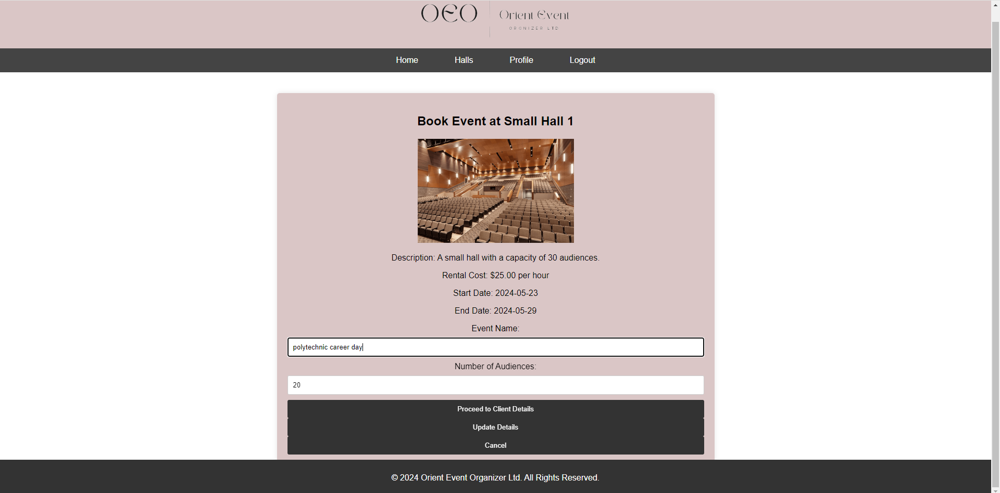 OEO
Orient Event
ORGNIZER LTD
Home Halls Profile Logout
Book Event at Small Hall 1
Description: A small hall with a capacity of 30 audiences.
Rental Cost: $25.00 per hour
Start Date: 2024-05-23
End Date: 2024-05-29
Event Name:
polytechnic career day
Number of Audiences:
20
Proceed to Client Details
Update Details
Cancel
© 2024 Orient Event Organizer Ltd. All Rights Reserved.